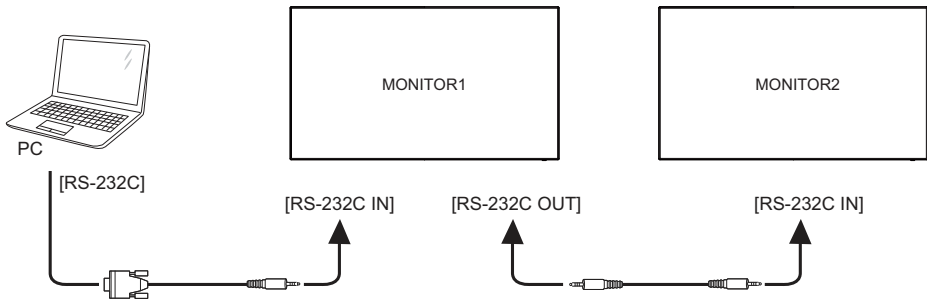 MONITOR1
MONITOR2
PC
[RS-232C]
[RS-232C IN]
[RS-232C OUT]
[RS-232C IN]